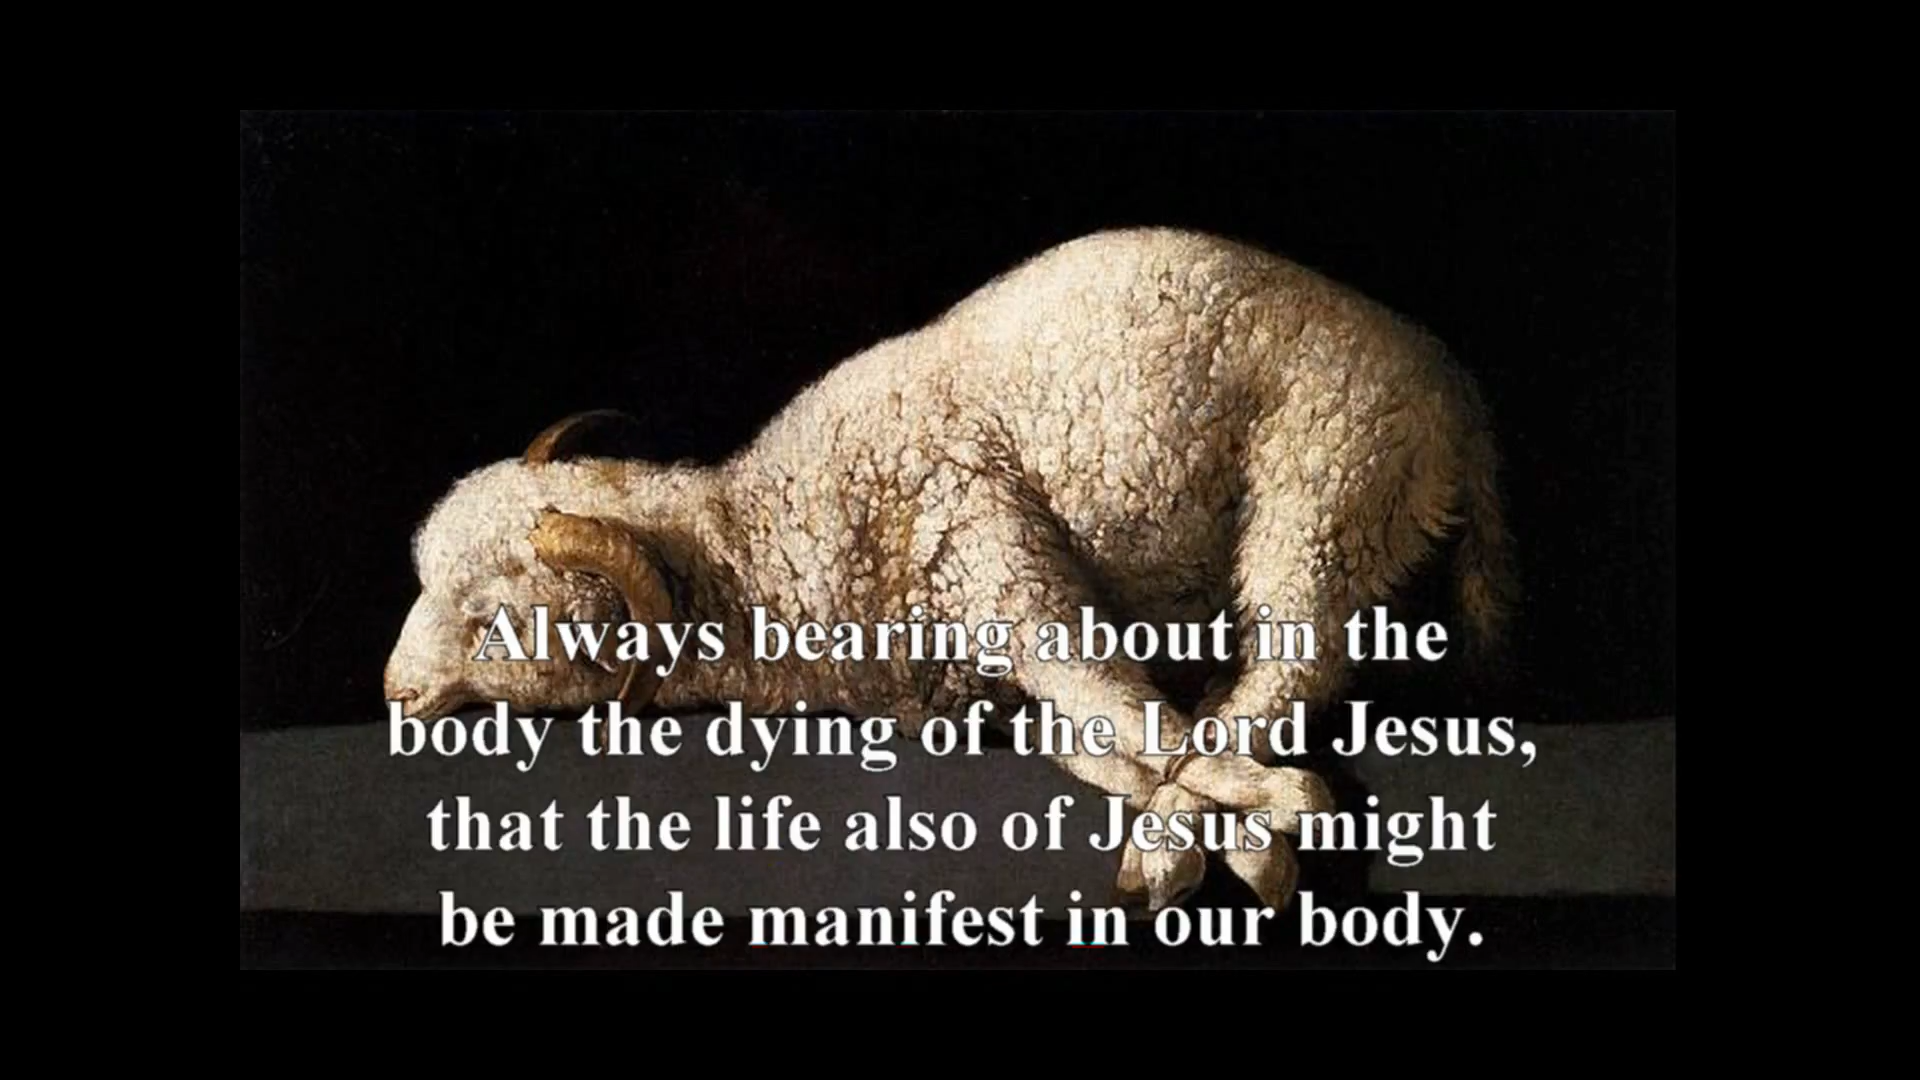 Always bearing about in the
body the dying of the Lord Jesus,
that the life also of Jesus might
be made manifest in our body.